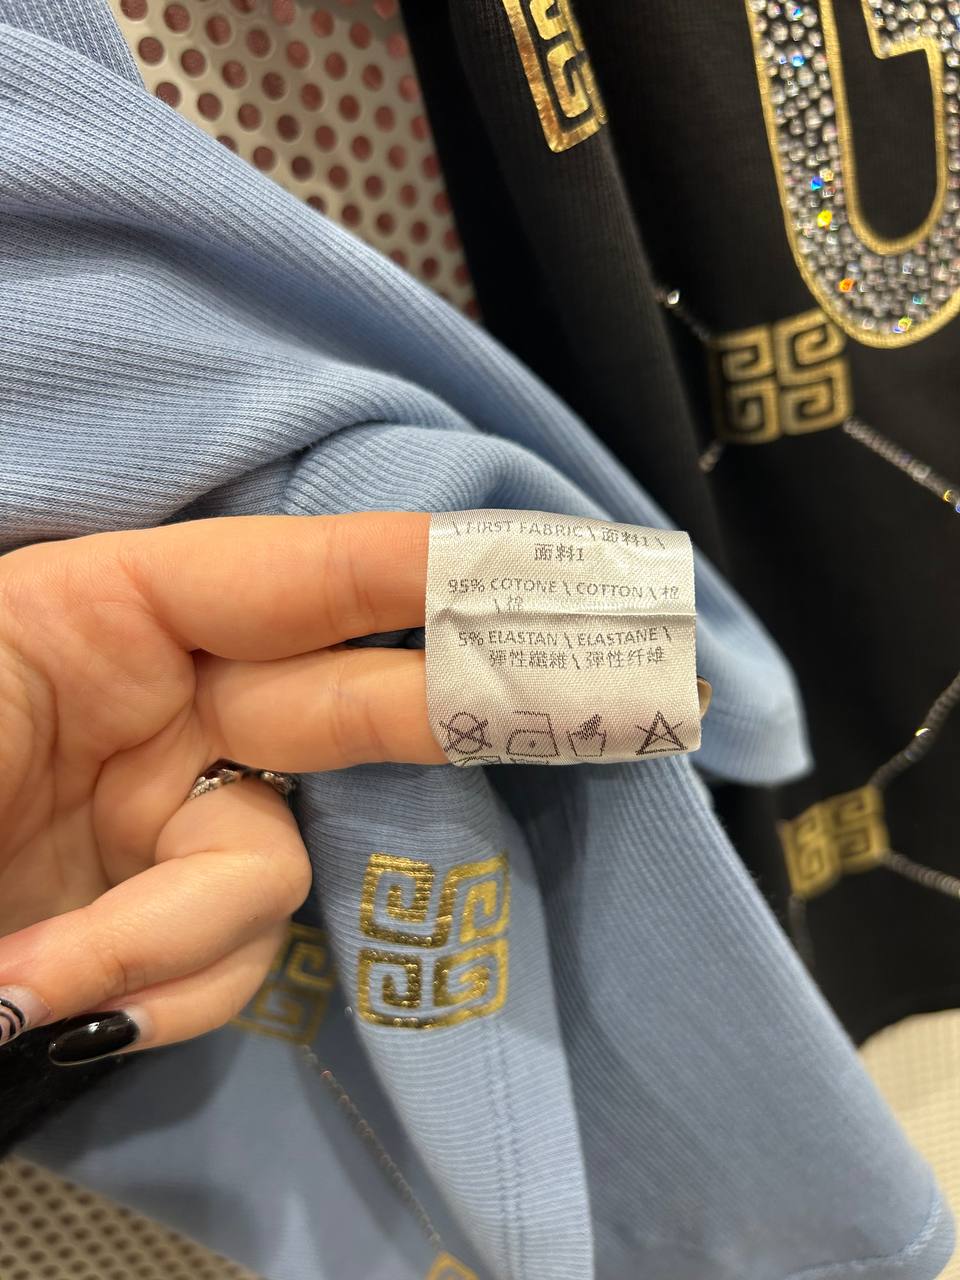 \ FIRST FABRIC \ 面料1 \
面料1
95% COTONE \ COTTON \ 棉
\ 棉
5% ELASTAN \ ELASTANE \
彈性纖維 \ 弹性纤维